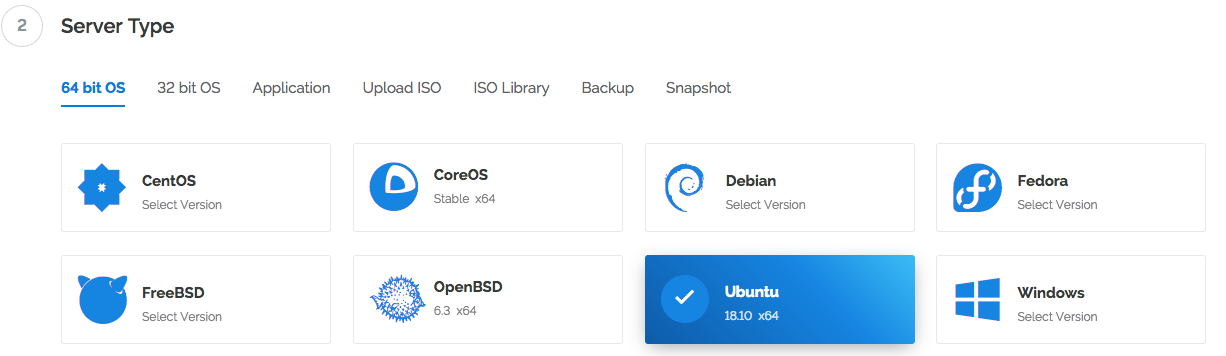 2 Server Type
64 bit OS 32 bit OS Application Upload ISO ISO Library Backup Snapshot
CentOS
Select Version
CoreOS
Stable x64
Debian
Select Version
Fedora
Select Version
FreeBSD
Select Version
OpenBSD
6.3 x64
Ubuntu
18.10 x64
Windows
Select Version